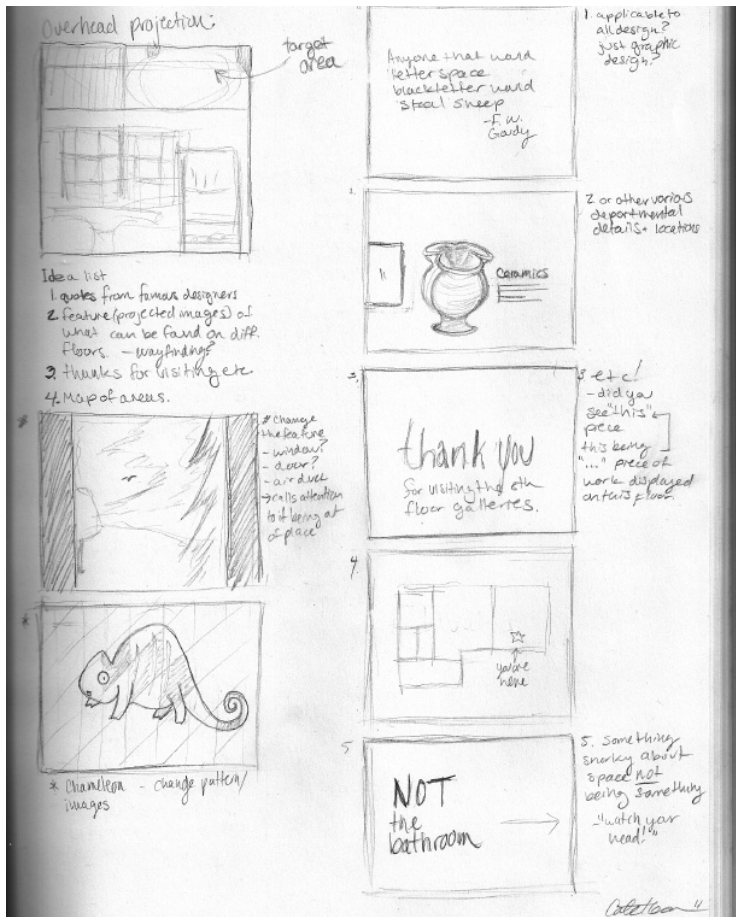 Overhead projection:
target
area
Idea list
1. quotes from famous designers
2. feature (projected images) of
what can be found on diff.
floors. - wayfinding?
3. thanks for visiting etc
4. Map of areas.
* change
the feature
- window?
- door?
- air duct
→ calls attention
to it being out
of place
* Chameleon - change pattern/
images
Anyone that would
letterspace
blackletter would
steal sheep
-F. W.
Goudy
1. applicable to
all design?
just graphic
design?
Ceramics
2. or other various
departmental
details + locations
3.
thank you
for visiting the 6th
floor galleries.
3. etc!
- did you
see "this"
piece
this being
"..." piece of
work displayed
on this floor.
4.
you're
here
5
NOT
the
bathroom
5. something
snarky about
space not
being something
- "watch your
head!"